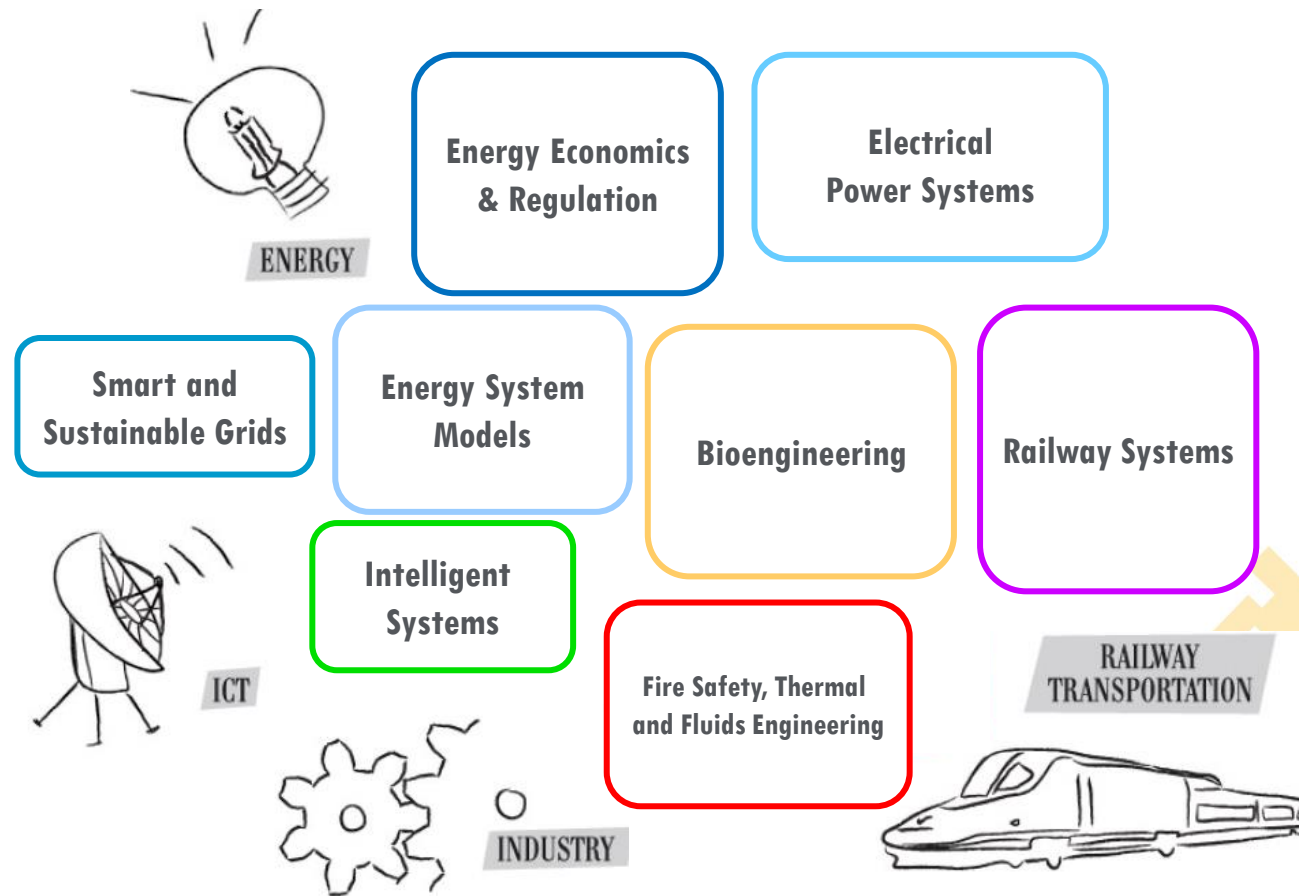 Energy Economics
& Regulation
Electrical
Power Systems
ENERGY
Smart and
Sustainable Grids
Energy System
Models
Bioengineering
Railway Systems
Intelligent
Systems
ICT
Fire Safety, Thermal
and Fluids Engineering
RAILWAY
TRANSPORTATION
INDUSTRY